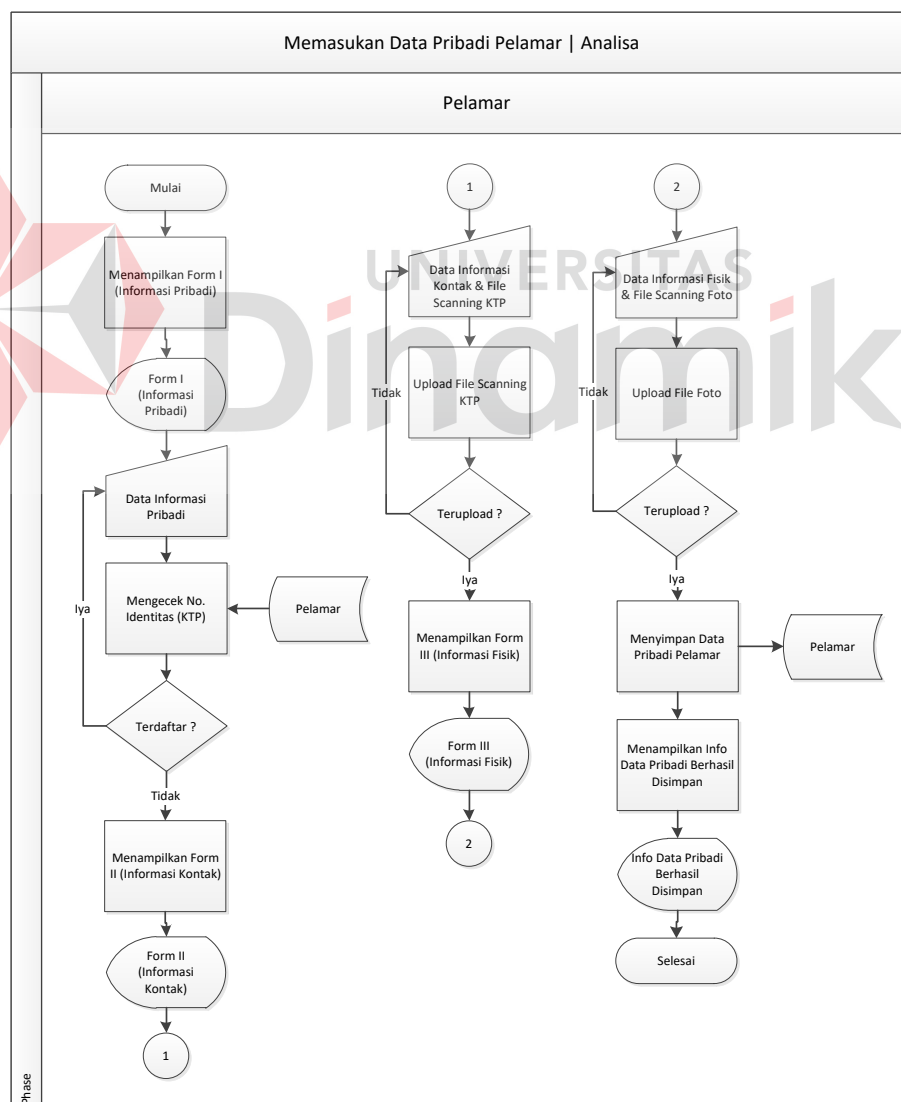 Memasukan Data Pribadi Pelamar | Analisa
Pelamar
Phase
UNIVERSITAS
Dinamika
Mulai
Menampilkan Form I
(Informasi Pribadi)
Form I
(Informasi
Pribadi)
Data Informasi
Pribadi
Iya
Mengecek No.
Identitas (KTP)
Pelamar
Terdaftar ?
Tidak
Menampilkan Form
II (Informasi Kontak)
Form II
(Informasi
Kontak)
1
1
Data Informasi
Kontak & File
Scanning KTP
Tidak
Upload File Scanning
KTP
Terupload ?
Iya
Menampilkan Form
III (Informasi Fisik)
Form III
(Informasi Fisik)
2
2
Data Informasi Fisik
& File Scanning Foto
Tidak
Upload File Foto
Terupload ?
Iya
Menyimpan Data
Pribadi Pelamar
Pelamar
Menampilkan Info
Data Pribadi Berhasil
Disimpan
Info Data Pribadi
Berhasil
Disimpan
Selesai